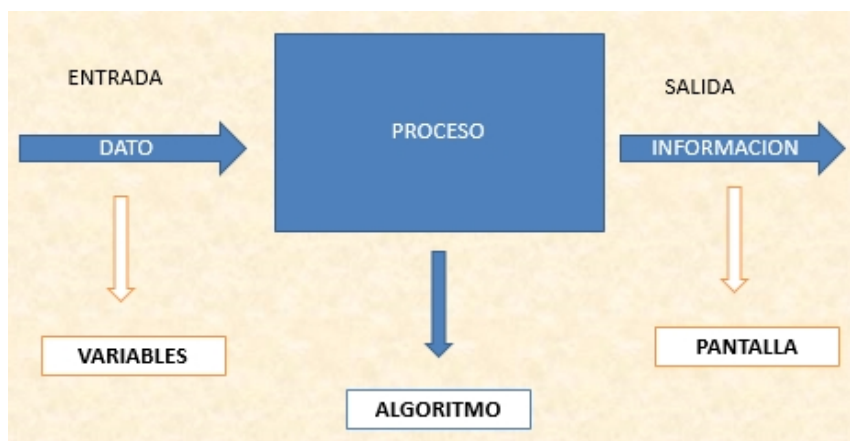 ENTRADA
SALIDA
PROCESO
DATO
INFORMACION
VARIABLES
PANTALLA
ALGORITMO